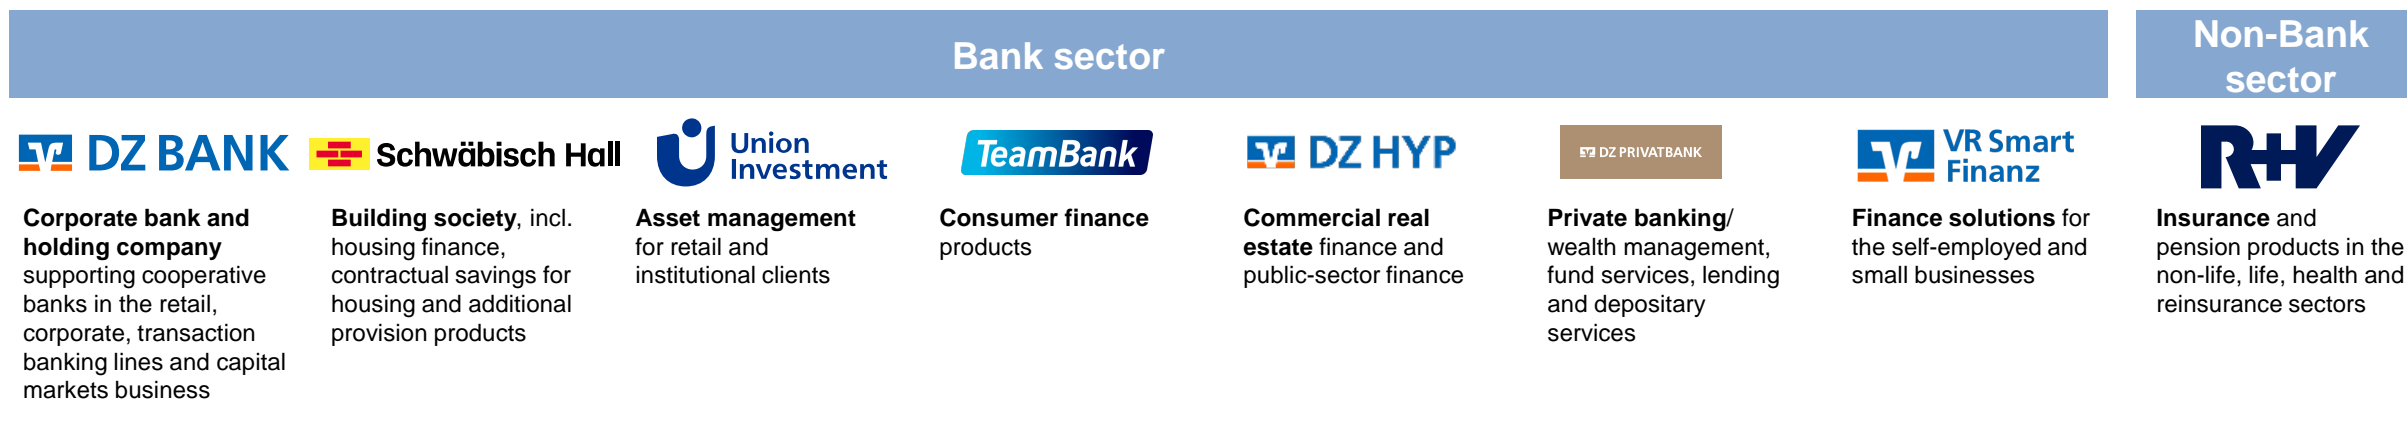 Bank sector
Non-Bank
sector
DZ BANK
Schwäbisch Hall
Union
Investment
TeamBank
DZ HYP
DZ PRIVATBANK
VR Smart
Finanz
R+V
Corporate bank and
holding company
supporting cooperative
banks in the retail,
corporate, transaction
banking lines and capital
markets business
Building society, incl.
housing finance,
contractual savings for
housing and additional
provision products
Asset management
for retail and
institutional clients
Consumer finance
products
Commercial real
estate finance and
public-sector finance
Private banking/
wealth management,
fund services, lending
and depositary
services
Finance solutions for
the self-employed and
small businesses
Insurance and
pension products in the
non-life, life, health and
reinsurance sectors